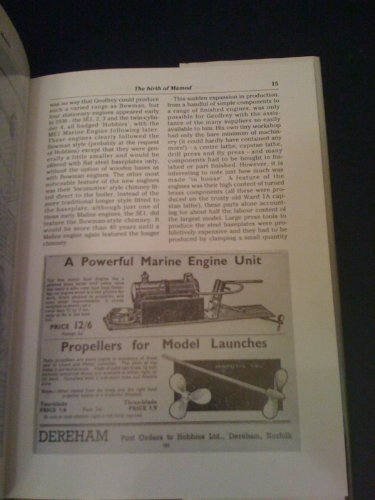 The birth of Mamod
15
was no way that Geoffrey could produce
such a varied range as Bowman, but
four stationary engines appeared early
in 1938 - the SE1, 2, 3 and the twin-cylin-
der 4, all badged 'Hobbies', with the
ME1 Marine Engine following later.
These engines clearly followed the
Bowman style (probably at the request
of Hobbies), except that they were gen-
erally a little smaller and would be
offered with flat steel baseplates only,
without the option of wooden bases as
with Bowman engines. The other most
noticeable feature of the new engines
was their 'locomotive' style chimney fit-
ted direct to the boiler, instead of the
more traditional longer style fitted to
the baseplate, although just one of
these early Malins engines, the SE1, did
feature the Bowman-style chimney. It
would be more than 40 years until a
Malins engine again featured the longer
chimney.
This sudden expansion in production,
from a handful of simple components to
a range of finished engines, was only
possible for Geoffrey with the assis-
tance of the many suppliers so easily
available to him. His own tiny workshop
had only the bare minimum of machin-
ery (it could hardly have contained any
more!) - a centre lathe, capstan lathe,
drill press and fly press - and many
components had to be bought in fin-
ished or part finished. However, it is
interesting to note just how much was
made 'in house'. A feature of the
engines was their high content of turned
brass components (all these were pro-
duced on the trusty old Ward 1A cap-
stan lathe), these parts alone account-
ing for about half the labour content of
the largest model. Large press tools to
produce the steel baseplates were pro-
hibitively expensive and they had to be
produced by clamping a small quantity
A Powerful Marine Engine Unit
PRICE 12/6
Propellers for Model Launches
DEREHAM
Post Orders to Hobbies Ltd., Dereham, Norfolk